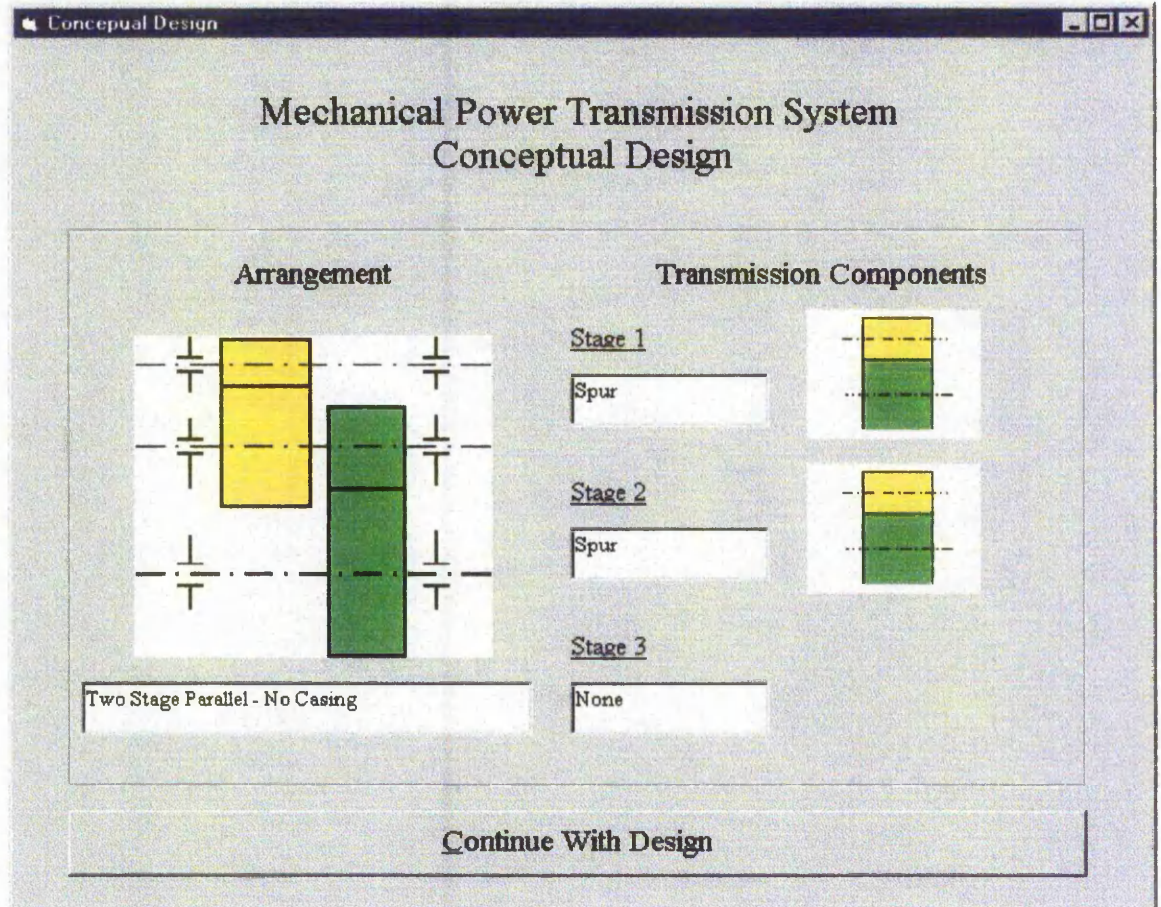 Concepual Design
Mechanical Power Transmission System
Conceptual Design
Arrangement
Transmission Components
Stage 1
Spur
Stage 2
Spur
Stage 3
Two Stage Parallel - No Casing
None
Continue With Design